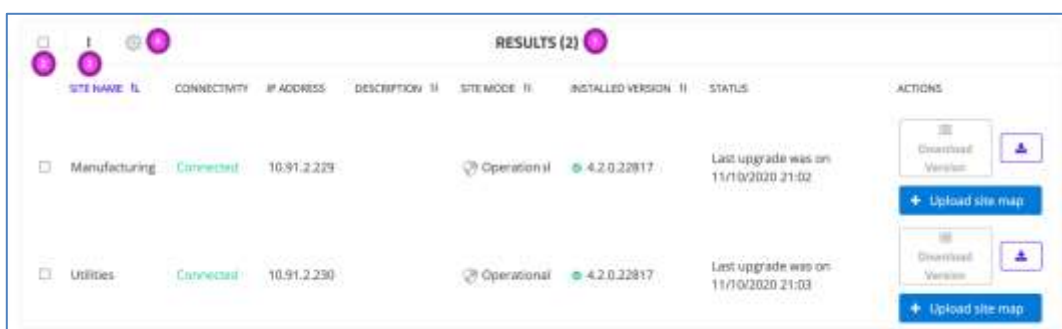 RESULTS (2)
SITE NAME CONNECTIVITY IP ADDRESS DESCRIPTION SITE MODE INSTALLED VERSION STATUS ACTIONS
Manufacturing Connected 10.91.2.229 Operational 4.2.0.22817 Last upgrade was on
11/10/2020 21:02
Download
Version
+ Upload site map
Utilities Connected 10.91.2.230 Operational 4.2.0.22817 Last upgrade was on
11/10/2020 21:03
Download
Version
+ Upload site map